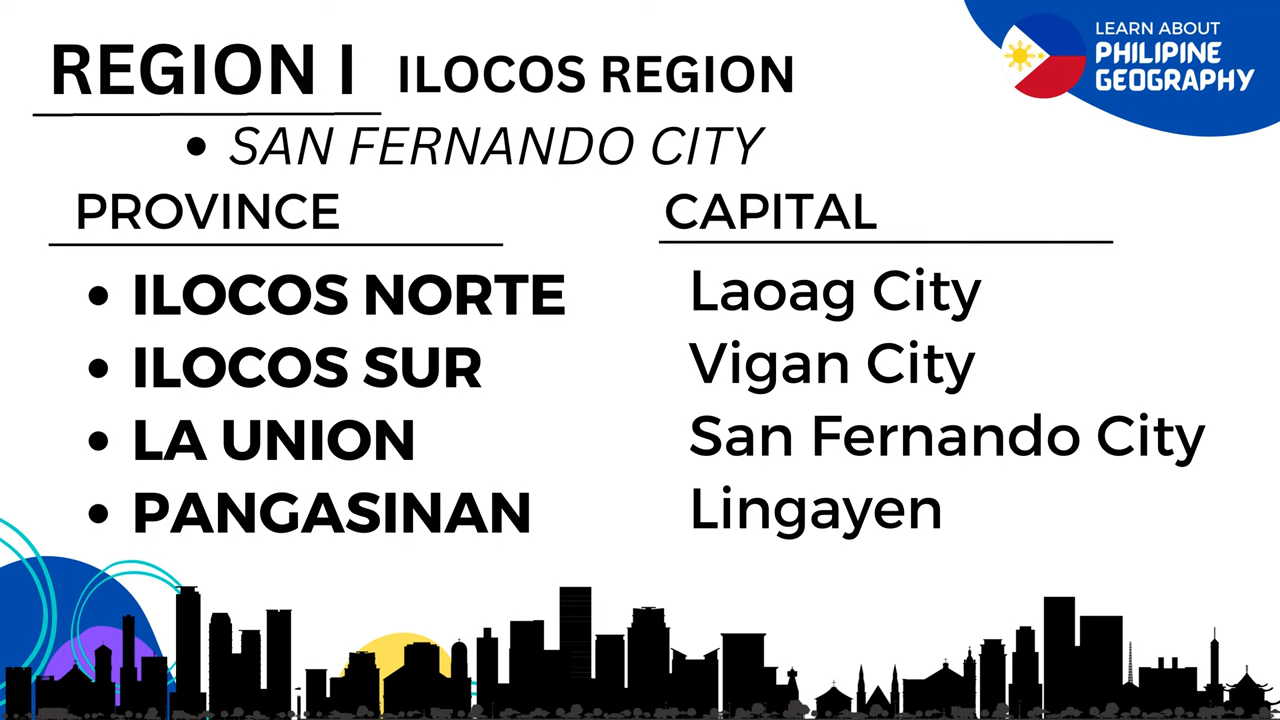 REGION I ILOCOS REGION
LEARN ABOUT
PHILIPINE
GEOGRAPHY
• SAN FERNANDO CITY
PROVINCE CAPITAL
• ILOCOS NORTE Laoag City
• ILOCOS SUR Vigan City
• LA UNION San Fernando City
• PANGASINAN Lingayen